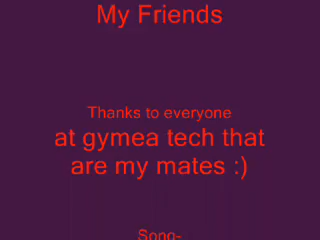 My Friends
Thanks to everyone
at gymea tech that
are my mates :)
Song-